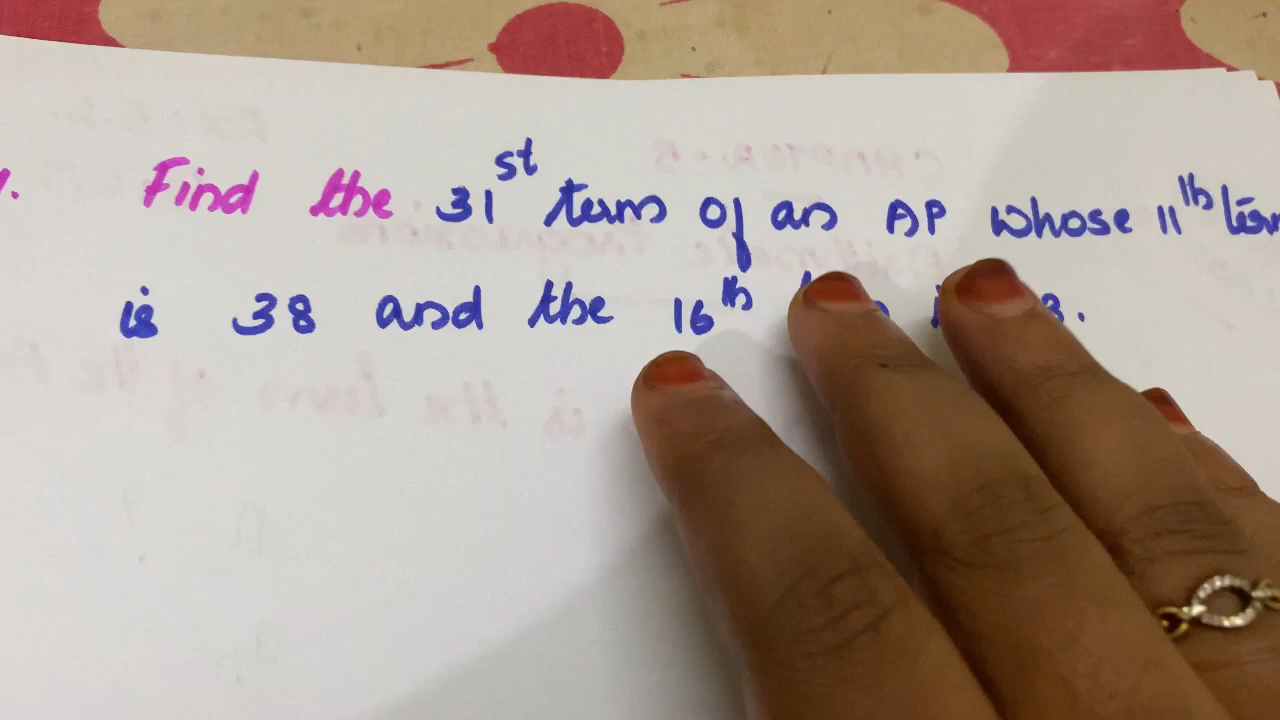 Find the 31st term of an AP whose 11th term
is 38 and the 16th